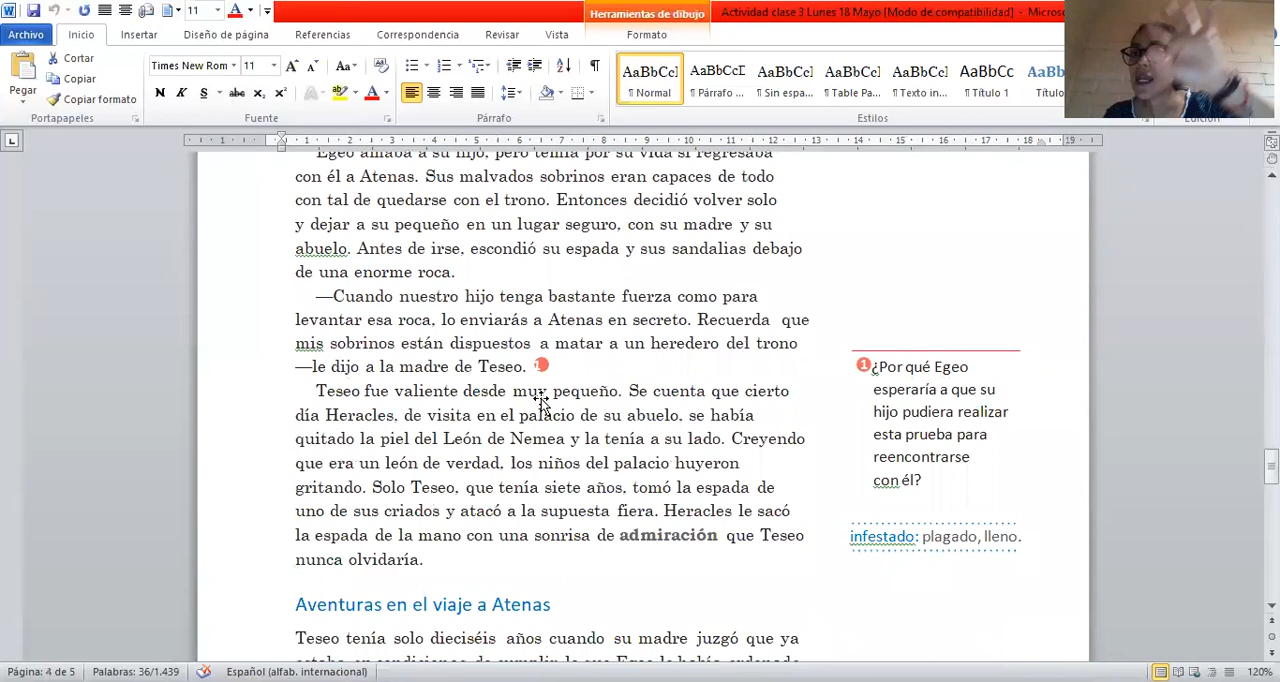 Herramientas de dibujo
Actividad clase 3 Lunes 18 Mayo [Modo de compatibilidad] -
Archivo Inicio Insertar Diseño de página Referencias Correspondencia Revisar Vista Formato
Cortar
Copiar
Copiar formato
Pegar
Times New Rom 11
AaBbCcI AaBbCcD AaBbCcI AaBbCcI AaBbCcI AaBbCc AaBb
¶ Normal ¶ Párrafo ... ¶ Sin espa... ¶ Table Pa... ¶ Texto in... ¶ Título 1 Título
Portapapeles Fuente Párrafo Estilos Edición
Egeo amaba a su hijo, pero temía por su vida si regresaba
con él a Atenas. Sus malvados sobrinos eran capaces de todo
con tal de quedarse con el trono. Entonces decidió volver solo
y dejar a su pequeño en un lugar seguro, con su madre y su
abuelo. Antes de irse, escondió su espada y sus sandalias debajo
de una enorme roca.
—Cuando nuestro hijo tenga bastante fuerza como para
levantar esa roca, lo enviarás a Atenas en secreto. Recuerda que
mis sobrinos están dispuestos a matar a un heredero del trono
—le dijo a la madre de Teseo.
Teseo fue valiente desde muy pequeño. Se cuenta que cierto
día Heracles, de visita en el palacio de su abuelo, se había
quitado la piel del León de Nemea y la tenía a su lado. Creyendo
que era un león de verdad, los niños del palacio huyeron
gritando. Solo Teseo, que tenía siete años, tomó la espada de
uno de sus criados y atacó a la supuesta fiera. Heracles le sacó
la espada de la mano con una sonrisa de admiración que Teseo
nunca olvidaría.
Aventuras en el viaje a Atenas
Teseo tenía solo dieciséis años cuando su madre juzgó que ya
1 ¿Por qué Egeo
esperaría a que su
hijo pudiera realizar
esta prueba para
reencontrarse
con él?
infestado: plagado, lleno.
Página: 4 de 5 Palabras: 36/1.439 Español (alfab. internacional) 120%